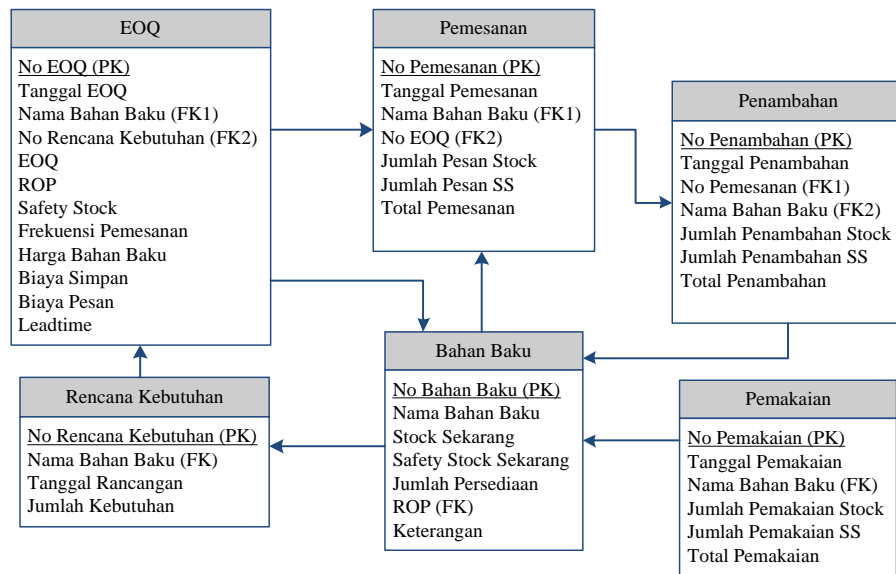 EOQ
No EOQ (PK)
Tanggal EOQ
Nama Bahan Baku (FK1)
No Rencana Kebutuhan (FK2)
EOQ
ROP
Safety Stock
Frekuensi Pemesanan
Harga Bahan Baku
Biaya Simpan
Biaya Pesan
Leadtime
Pemesanan
No Pemesanan (PK)
Tanggal Pemesanan
Nama Bahan Baku (FK1)
No EOQ (FK2)
Jumlah Pesan Stock
Jumlah Pesan SS
Total Pemesanan
Penambahan
No Penambahan (PK)
Tanggal Penambahan
No Pemesanan (FK1)
Nama Bahan Baku (FK2)
Jumlah Penambahan Stock
Jumlah Penambahan SS
Total Penambahan
Rencana Kebutuhan
No Rencana Kebutuhan (PK)
Nama Bahan Baku (FK)
Tanggal Rancangan
Jumlah Kebutuhan
Bahan Baku
No Bahan Baku (PK)
Nama Bahan Baku
Stock Sekarang
Safety Stock Sekarang
Jumlah Persediaan
ROP (FK)
Keterangan
Pemakaian
No Pemakaian (PK)
Tanggal Pemakaian
Nama Bahan Baku (FK)
Jumlah Pemakaian Stock
Jumlah Pemakaian SS
Total Pemakaian